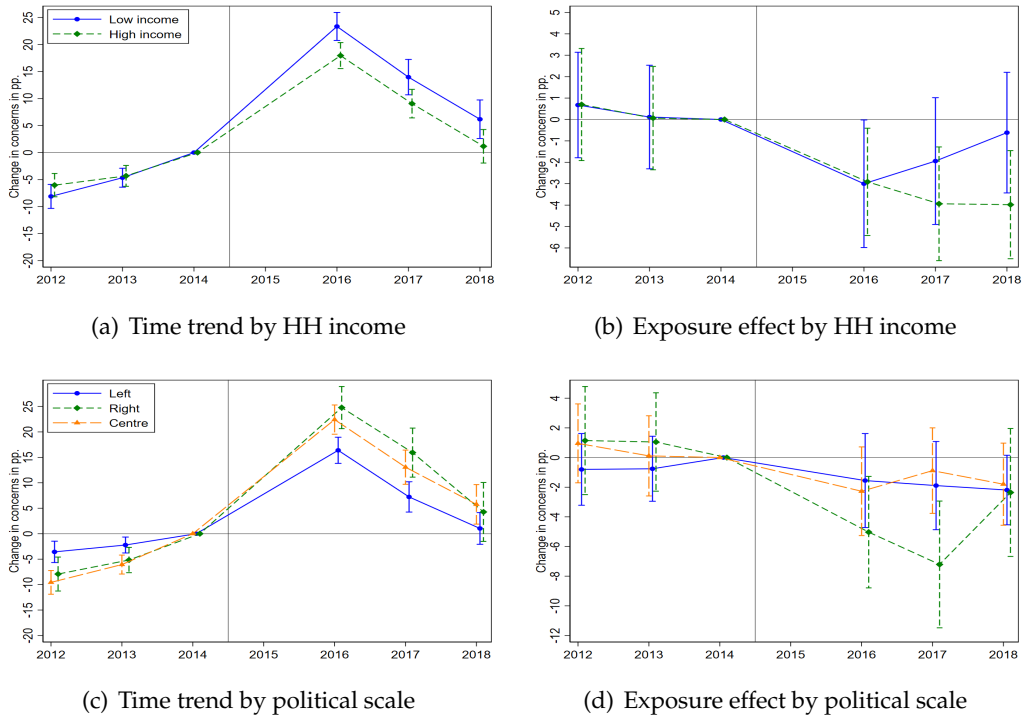 Low income
High income
Change in concerns in pp.
25
20
15
10
5
0
-5
-10
-15
-20
2012 2013 2014 2015 2016 2017 2018
(a) Time trend by HH income
Change in concerns in pp.
5
4
3
2
1
0
-1
-2
-3
-4
-5
-6
2012 2013 2014 2015 2016 2017 2018
(b) Exposure effect by HH income
Left
Right
Centre
Change in concerns in pp.
25
20
15
10
5
0
-5
-10
-15
-20
2012 2013 2014 2015 2016 2017 2018
(c) Time trend by political scale
Change in concerns in pp.
4
2
0
-2
-4
-6
-8
-10
-12
2012 2013 2014 2015 2016 2017 2018
(d) Exposure effect by political scale